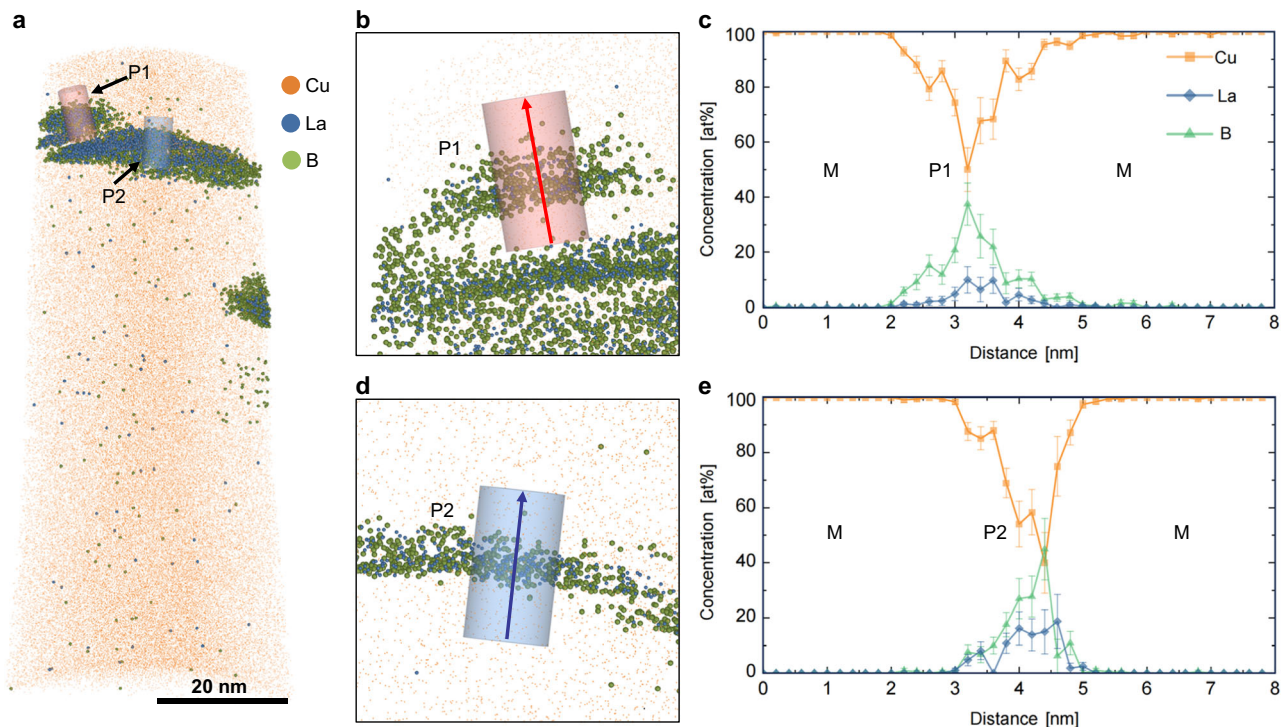 a
P1
P2
Cu
La
B
20 nm
b
P1
c
Concentration [at%]
100
80
60
40
20
0
M
P1
M
Cu
La
B
0 1 2 3 4 5 6 7 8
Distance [nm]
d
P2
e
Concentration [at%]
100
80
60
40
20
0
M
P2
M
0 1 2 3 4 5 6 7 8
Distance [nm]